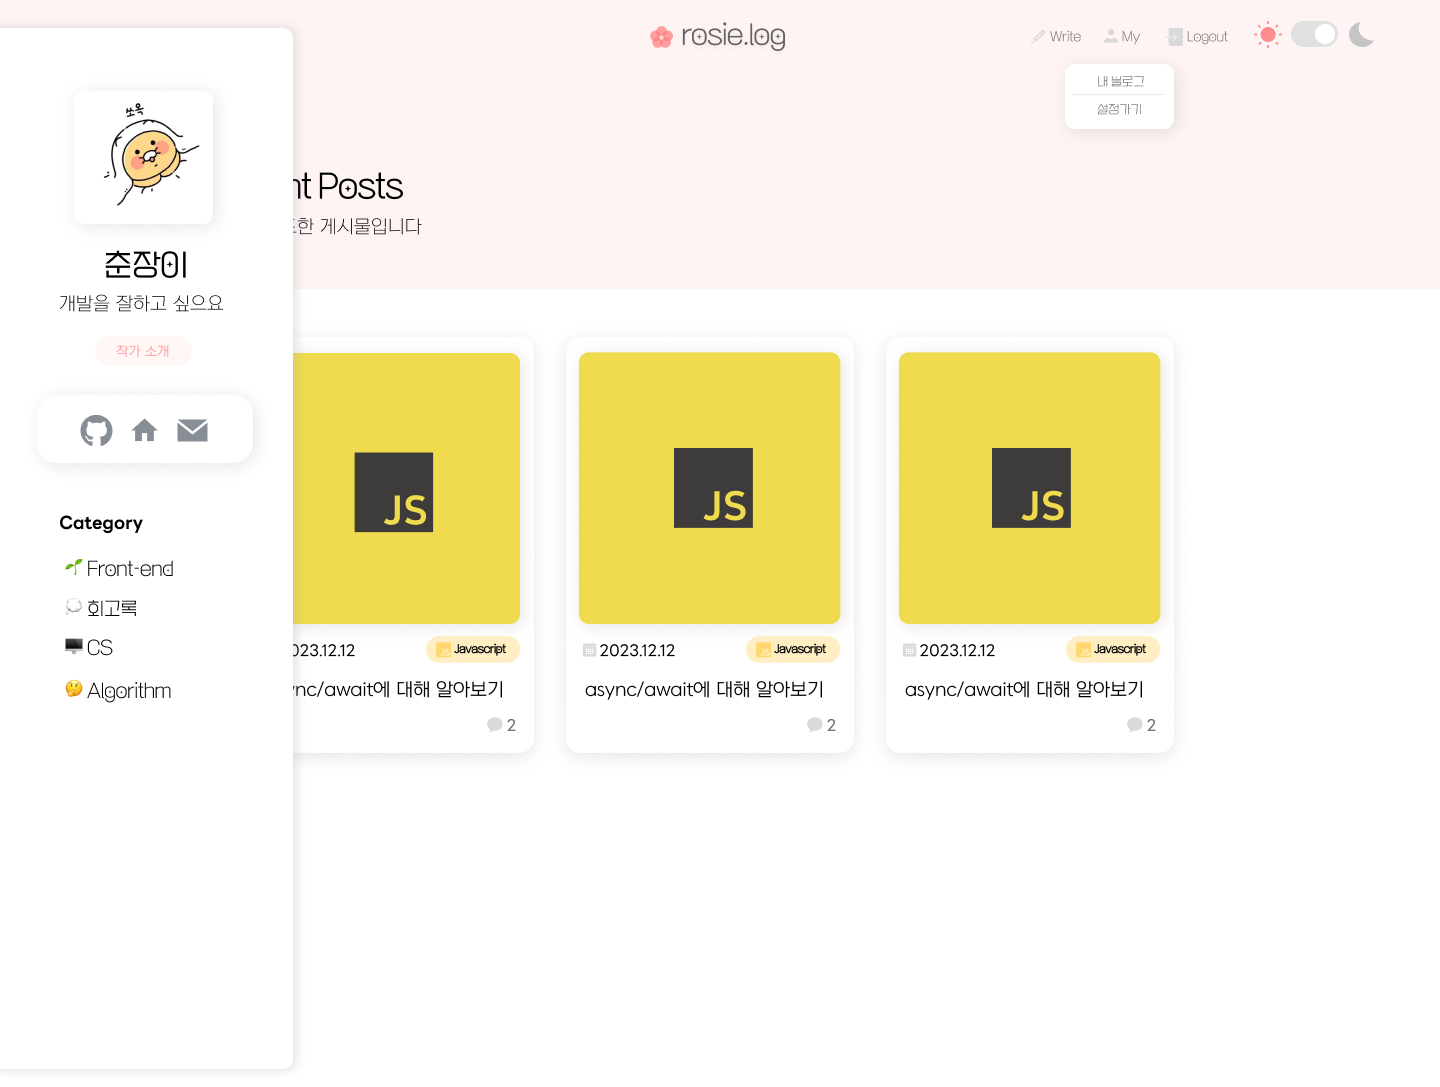 rosie.log
Write
My
Logout
내 블로그
설정가기
쏘옥
춘장이
개발을 잘하고 싶으요
작가 소개
Category
Front-end
회고록
CS
Algorithm
nt Posts
한 게시물입니다
JS
023.12.12
JS Javascript
nc/await에 대해 알아보기
2
JS
2023.12.12
JS Javascript
async/await에 대해 알아보기
2
JS
2023.12.12
JS Javascript
async/await에 대해 알아보기
2